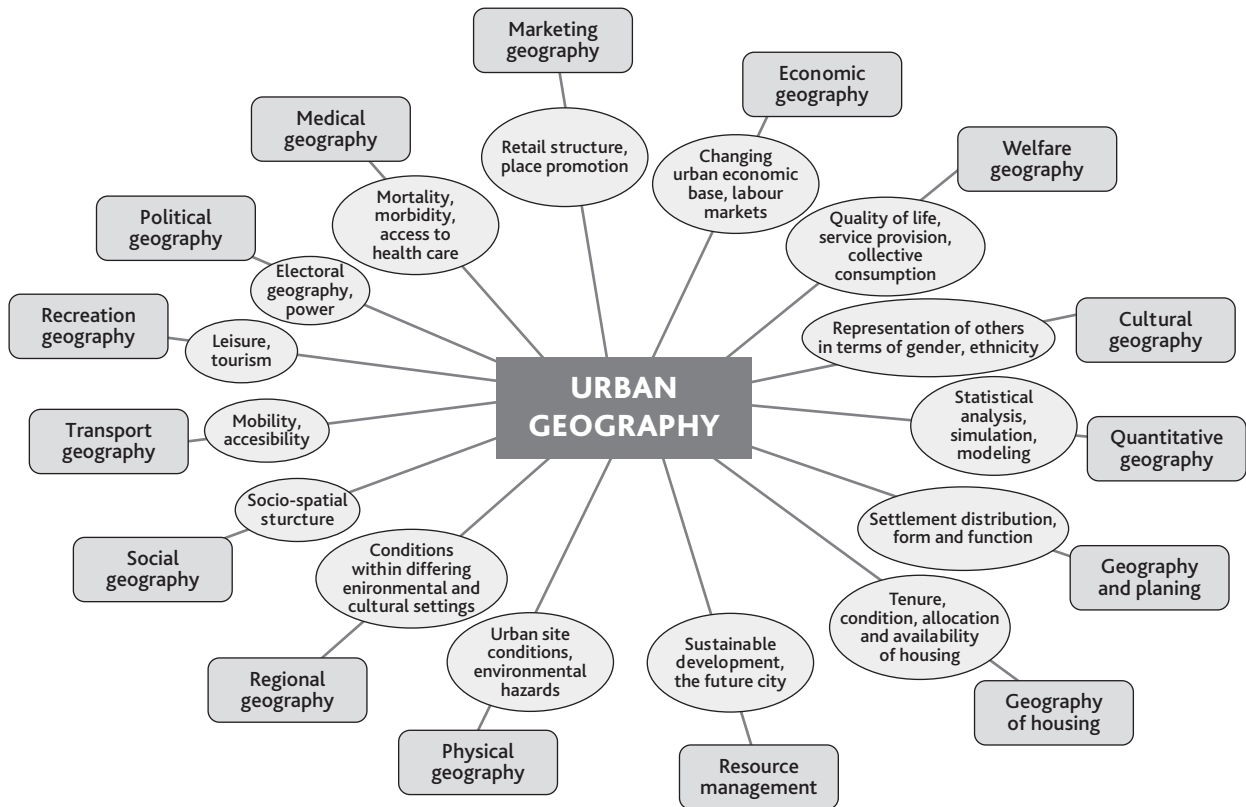 Marketing
geography
Retail structure,
place promotion
Economic
geography
Changing
urban economic
base, labour
markets
Welfare
geography
Quality of life,
service provision,
collective
consumption
Cultural
geography
Representation of others
in terms of gender, ethnicity
Quantitative
geography
Statistical
analysis,
simulation,
modeling
Geography
and planing
Settlement distribution,
form and function
Geography
of housing
Tenure,
condition, allocation
and availability
of housing
Resource
management
Sustainable
development,
the future city
Physical
geography
Urban site
conditions,
environmental
hazards
Regional
geography
Conditions
within differing
enironmental and
cultural settings
Social
geography
Socio-spatial
sturcture
Transport
geography
Mobility,
accesibility
Recreation
geography
Leisure,
tourism
Political
geography
Electoral
geography,
power
Medical
geography
Mortality,
morbidity,
access to
health care
URBAN
GEOGRAPHY